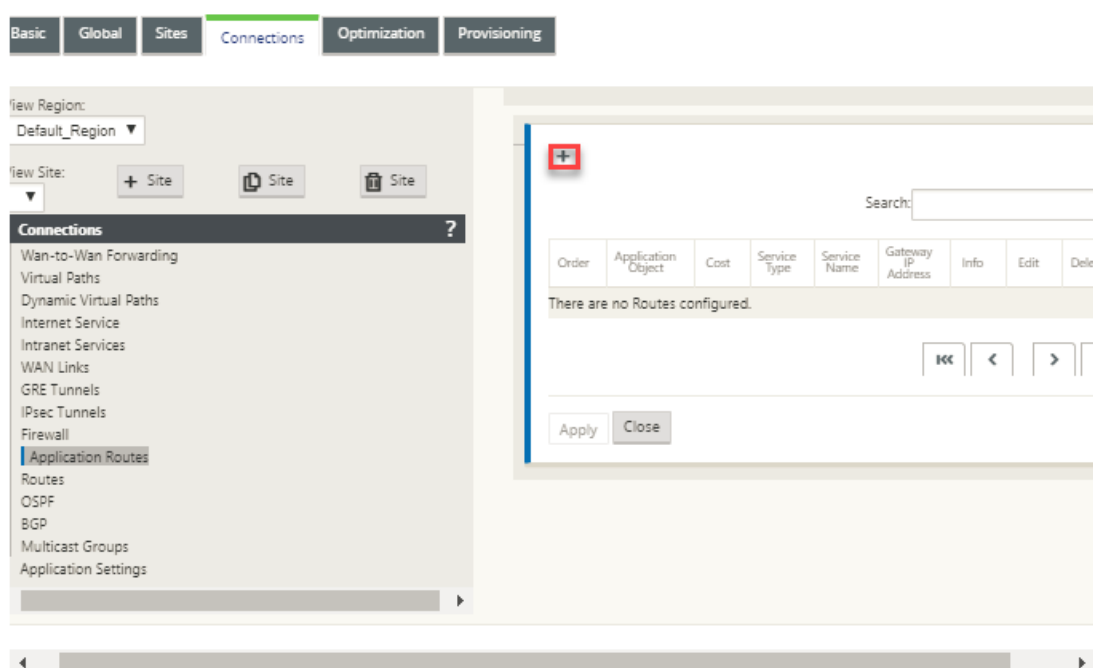 Basic Global Sites Connections Optimization Provisioning
iew Region:
Default_Region
iew Site:
+ Site Site Site
Connections ?
Wan-to-Wan Forwarding
Virtual Paths
Dynamic Virtual Paths
Internet Service
Intranet Services
WAN Links
GRE Tunnels
IPsec Tunnels
Firewall
Application Routes
Routes
OSPF
BGP
Multicast Groups
Application Settings
+
Search:
Order Application Object Cost Service Type Service Name Gateway IP Address Info Edit Dele
There are no Routes configured.
Apply Close